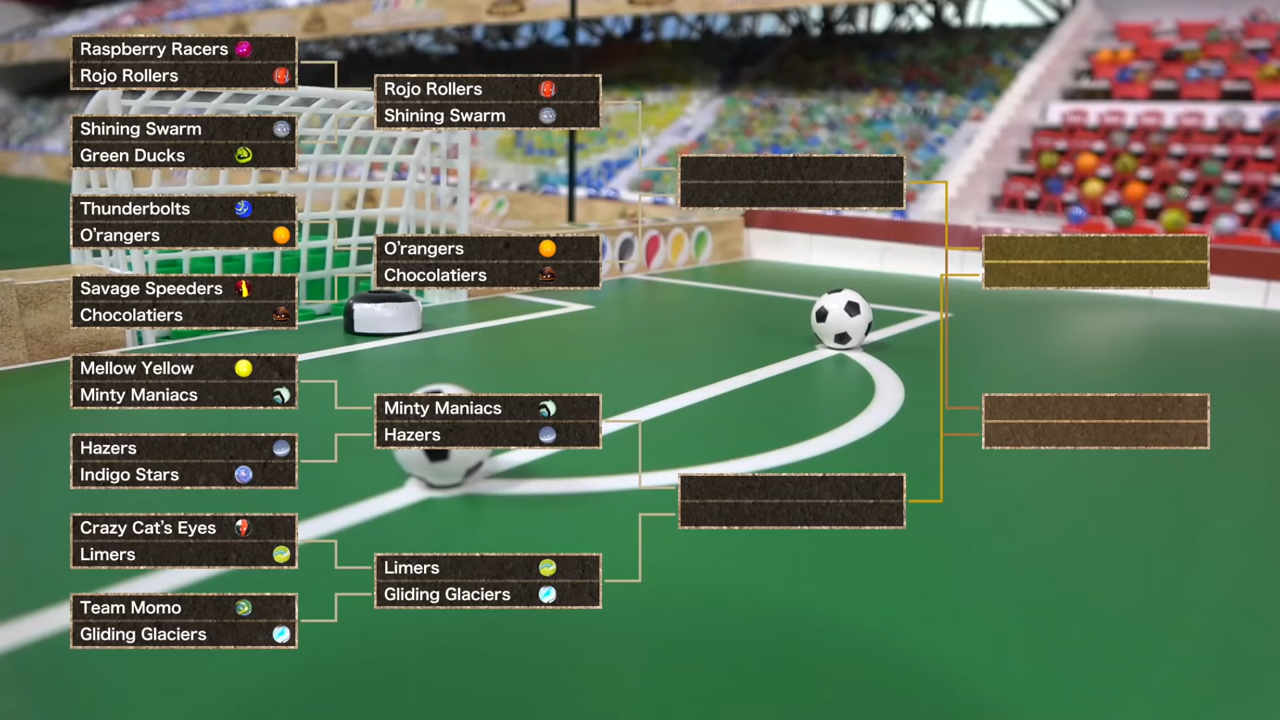 Raspberry Racers
Rojo Rollers
Shining Swarm
Green Ducks
Thunderbolts
O'rangers
Savage Speeders
Chocolatiers
Mellow Yellow
Minty Maniacs
Hazers
Indigo Stars
Crazy Cat's Eyes
Limers
Team Momo
Gliding Glaciers
Rojo Rollers
Shining Swarm
O'rangers
Chocolatiers
Minty Maniacs
Hazers
Limers
Gliding Glaciers